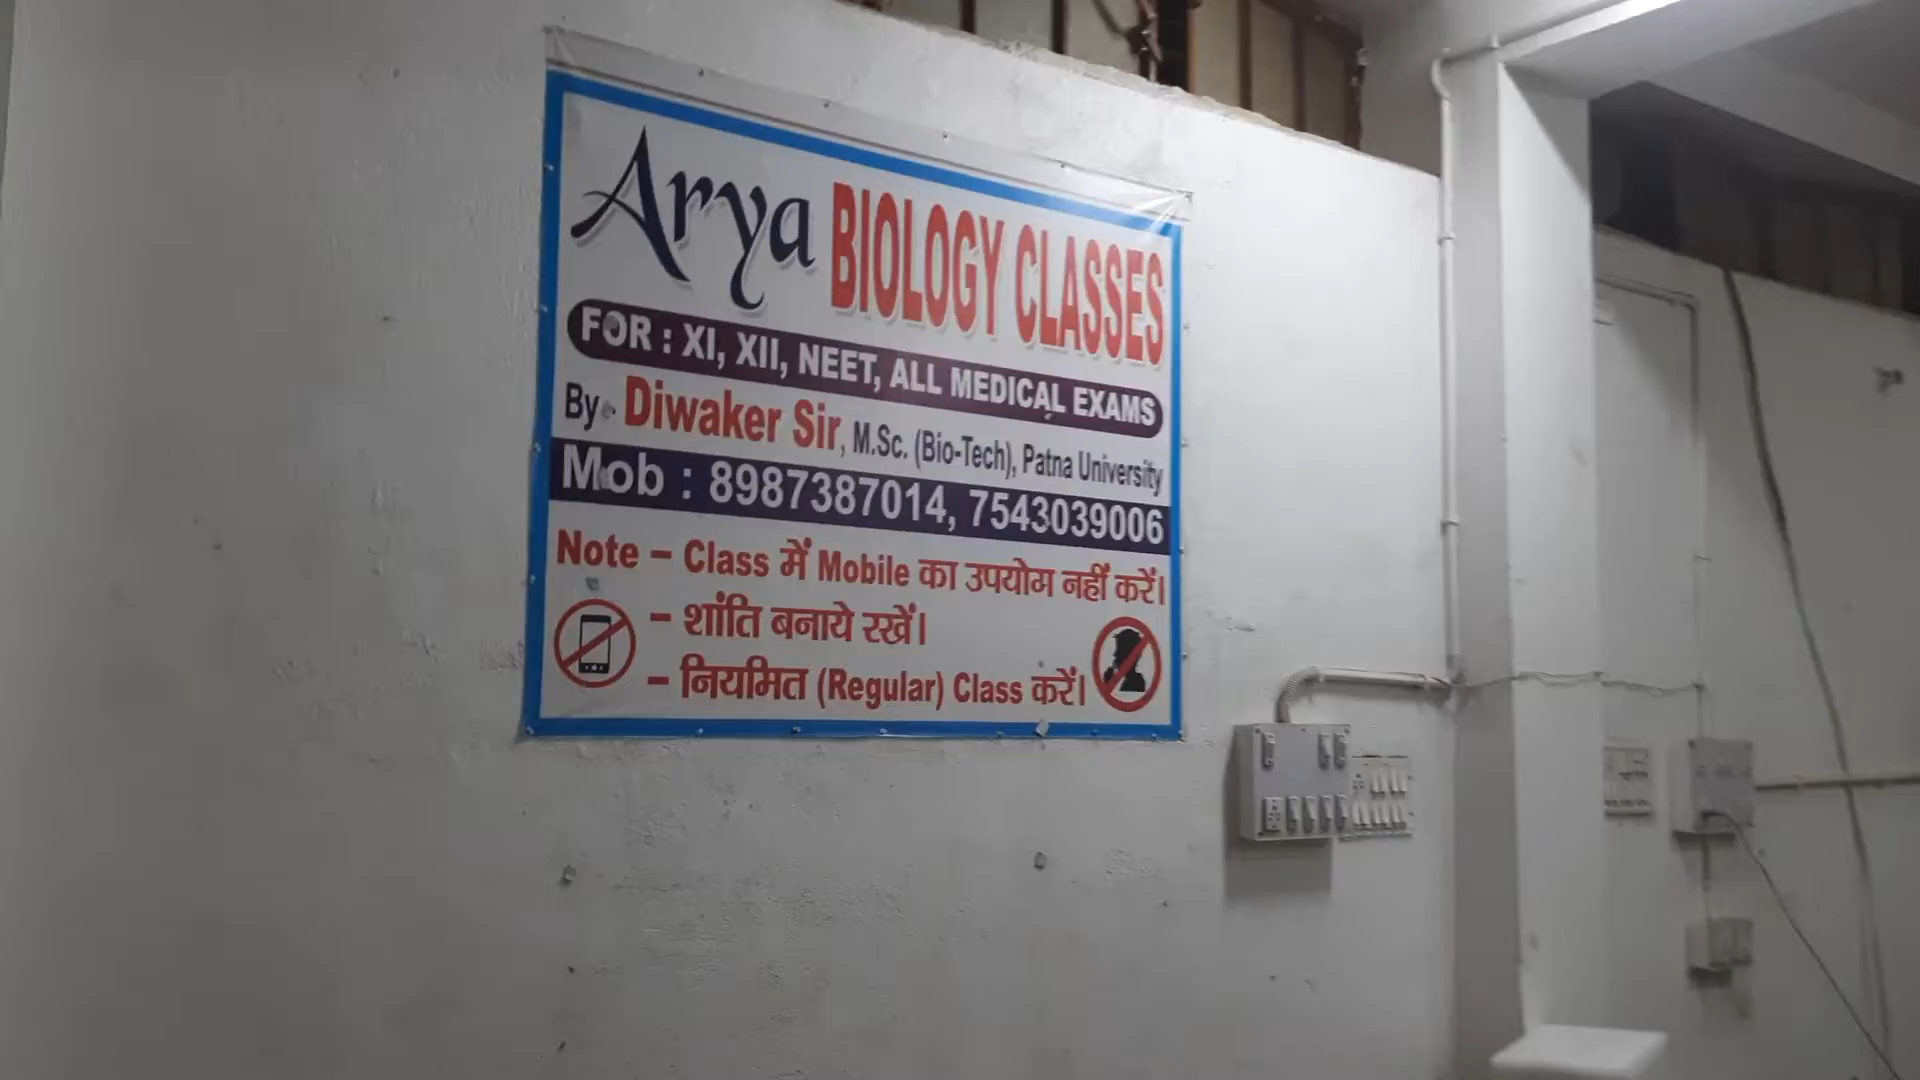 Arya BIOLOGY CLASSES
FOR : XI, XII, NEET, ALL MEDICAL EXAMS
By- Diwaker Sir, M.Sc. (Bio-Tech), Patna University
Mob : 8987387014, 7543039006
Note – Class में Mobile का उपयोग नहीं करें।
– शांति बनाये रखें।
– नियमित (Regular) Class करें।